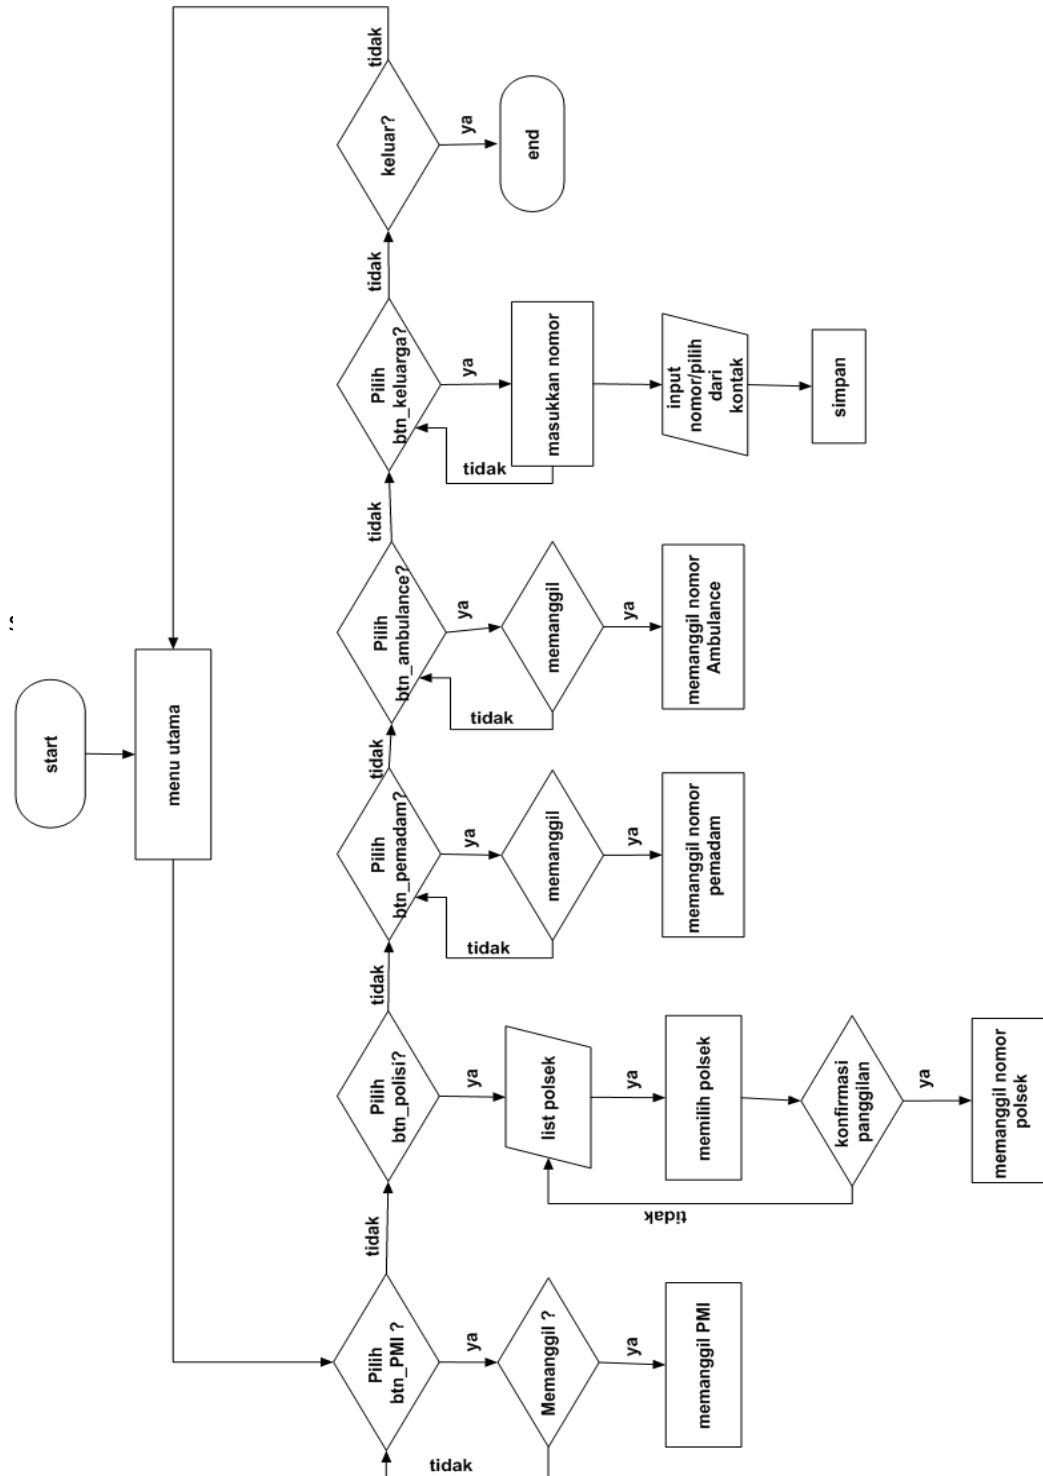 start
menu utama
Pilih
btn_PMI ?
tidak
ya
Memanggil ?
tidak
ya
memanggil PMI
Pilih
btn_polisi?
tidak
ya
list polsek
ya
memilih polsek
konfirmasi
panggilan
tidak
ya
memanggil nomor
polsek
Pilih
btn_pemadam?
tidak
ya
memanggil
tidak
ya
memanggil nomor
pemadam
Pilih
btn_ambulance?
tidak
ya
memanggil
tidak
ya
memanggil nomor
Ambulance
Pilih
btn_keluarga?
tidak
ya
masukkan nomor
tidak
input
nomor/pilih
dari
kontak
simpan
keluar?
tidak
ya
end